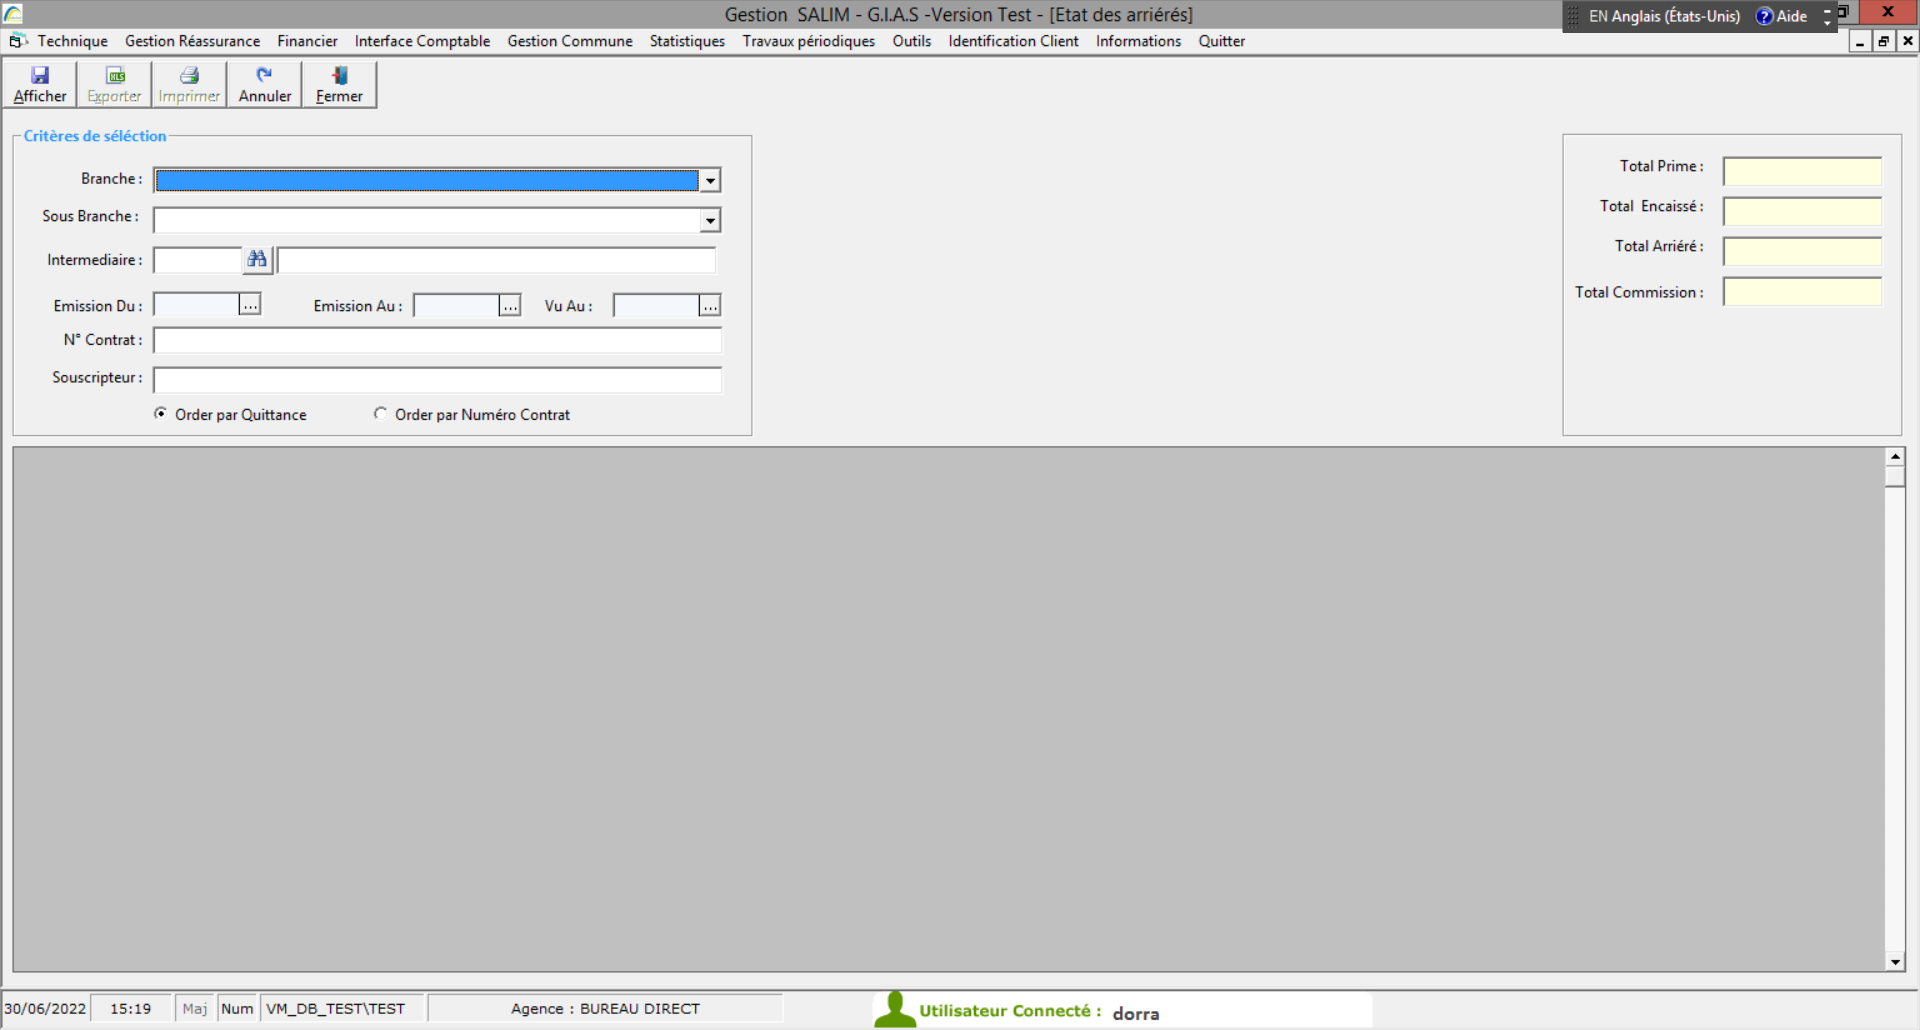 Gestion SALIM - G.I.A.S -Version Test - [Etat des arriérés]
EN Anglais (États-Unis) Aide
Technique Gestion Réassurance Financier Interface Comptable Gestion Commune Statistiques Travaux périodiques Outils Identification Client Informations Quitter
Afficher Exporter Imprimer Annuler Fermer
Critères de séléction
Branche :
Sous Branche :
Intermediaire :
Emission Du : ... Emission Au : ... Vu Au : ...
N° Contrat :
Souscripteur :
Order par Quittance Order par Numéro Contrat
Total Prime :
Total Encaissé :
Total Arriéré :
Total Commission :
30/06/2022 15:19 Maj Num VM_DB_TEST\TEST Agence : BUREAU DIRECT Utilisateur Connecté : dorra